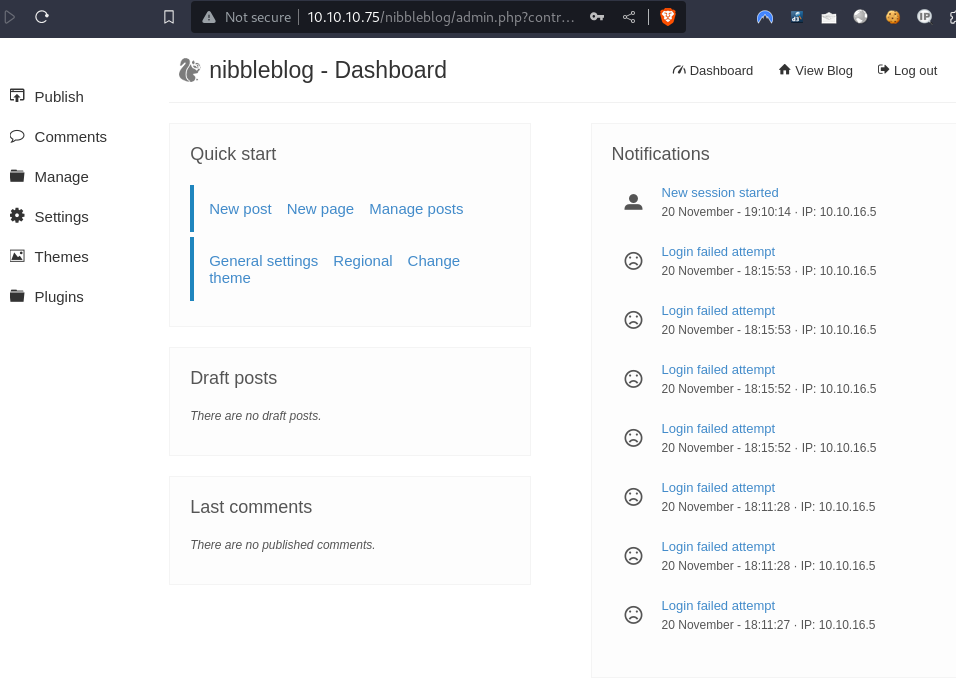 Not secure 10.10.10.75/nibbleblog/admin.php?contr...
nibbleblog - Dashboard
Dashboard View Blog Log out
Publish
Comments
Manage
Settings
Themes
Plugins
Quick start
New post New page Manage posts
General settings Regional Change
theme
Draft posts
There are no draft posts.
Last comments
There are no published comments.
Notifications
New session started
20 November - 19:10:14 · IP: 10.10.16.5
Login failed attempt
20 November - 18:15:53 · IP: 10.10.16.5
Login failed attempt
20 November - 18:15:53 · IP: 10.10.16.5
Login failed attempt
20 November - 18:15:52 · IP: 10.10.16.5
Login failed attempt
20 November - 18:15:52 · IP: 10.10.16.5
Login failed attempt
20 November - 18:11:28 · IP: 10.10.16.5
Login failed attempt
20 November - 18:11:28 · IP: 10.10.16.5
Login failed attempt
20 November - 18:11:27 · IP: 10.10.16.5